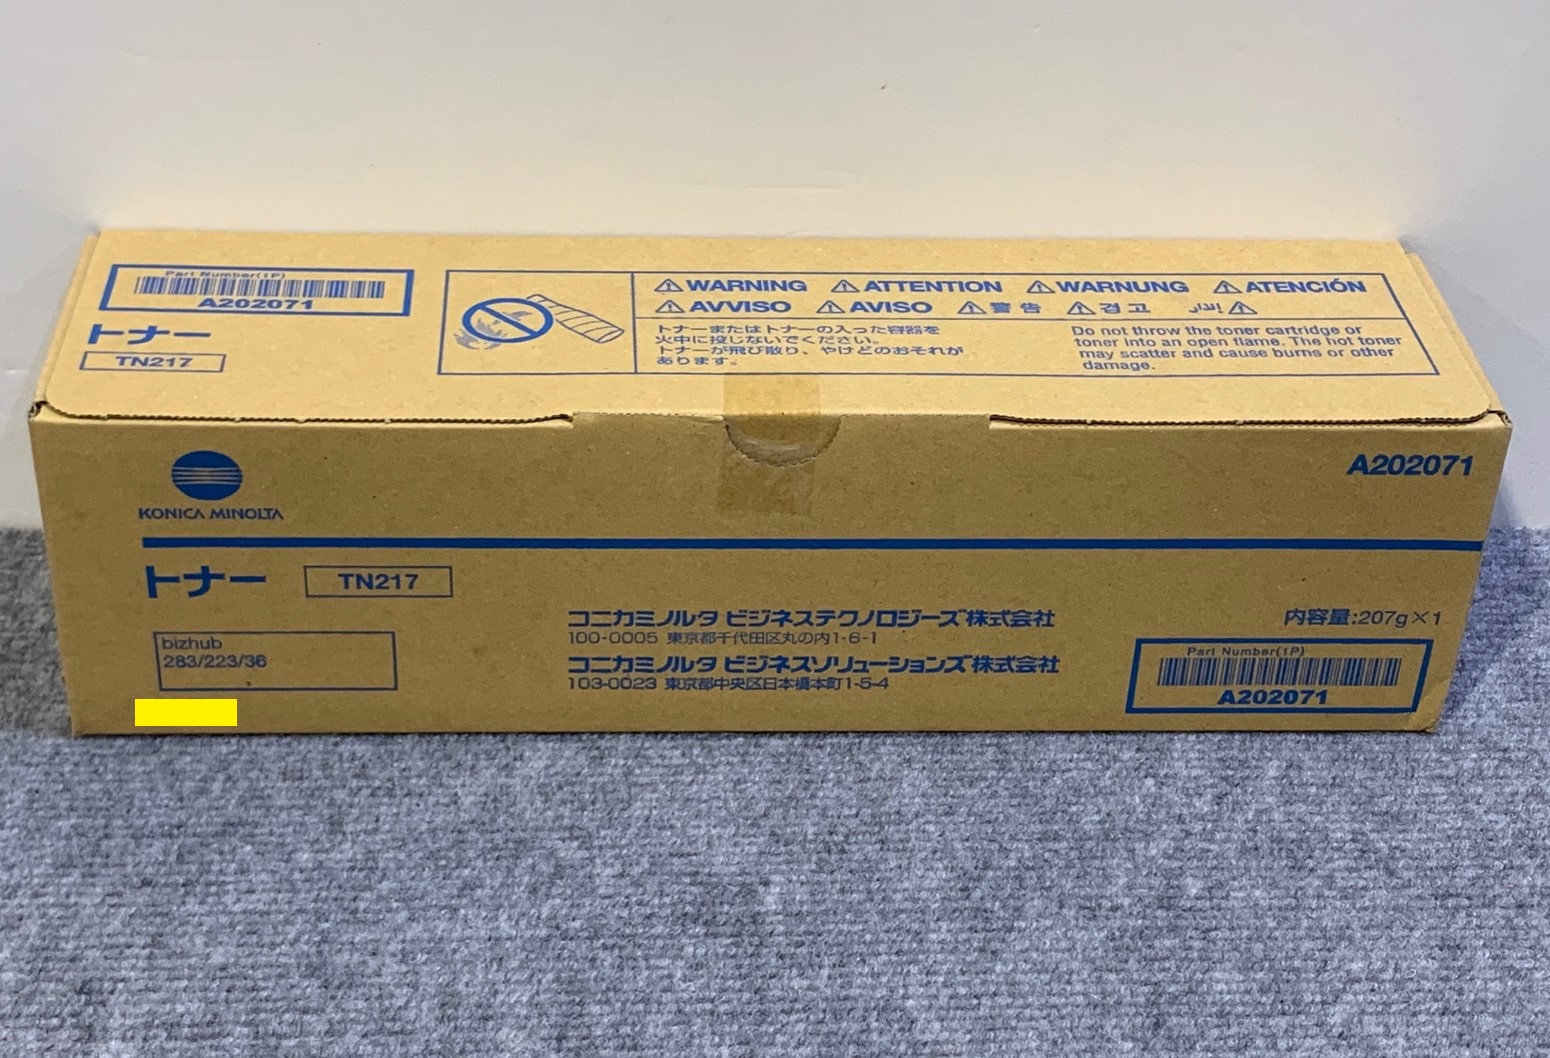 Part Number(1P)
A202071
トナー
TN217
WARNING ATTENTION WARNUNG ATENCIÓN
AVVISO AVISO 警告 경고
トナーまたはトナーの入った容器を
火中に投じないでください。
トナーが飛び散り、やけどのおそれが
あります。
Do not throw the toner cartridge or
toner into an open flame. The hot toner
may scatter and cause burns or other
damage.
KONICA MINOLTA
A202071
トナー TN217
bizhub
283/223/36
コニカミノルタ ビジネステクノロジーズ株式会社
100-0005 東京都千代田区丸の内1-6-1
コニカミノルタ ビジネスソリューションズ株式会社
103-0023 東京都中央区日本橋本町1-5-4
内容量:207g×1
Part Number(1P)
A202071